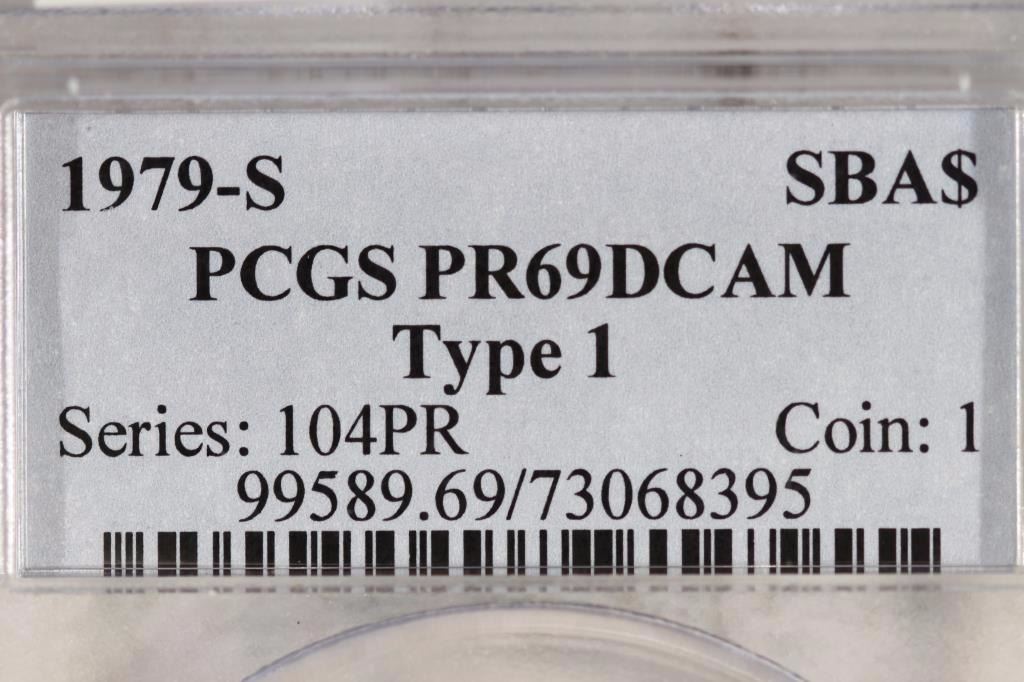 1979-S SBA$
PCGS PR69DCAM
Type 1
Series: 104PR Coin: 1
99589.69/73068395